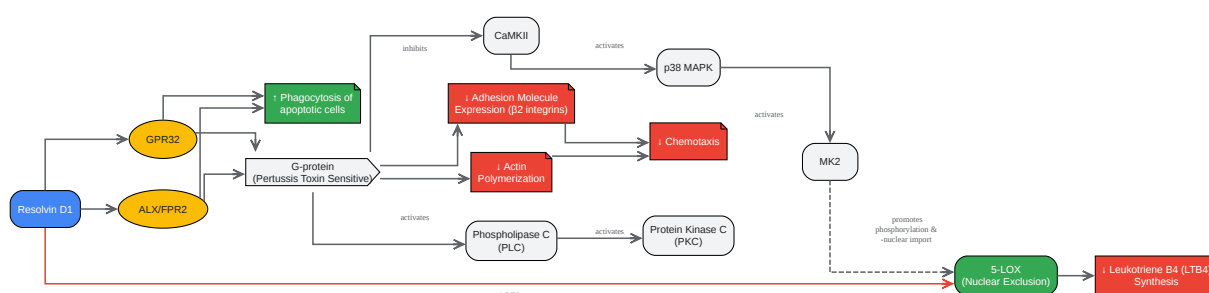 CaMKII
inhibits
activates
p38 MAPK
↑ Phagocytosis of
apoptotic cells
↓ Adhesion Molecule
Expression (β2 integrins)
activates
GPR32
↓ Chemotaxis
G-protein
(Pertussis Toxin Sensitive)
↓ Actin
Polymerization
MK2
Resolvin D1
ALX/FPR2
activates
Phospholipase C
(PLC)
activates
Protein Kinase C
(PKC)
promotes
phosphorylation &
-nuclear import
5-LOX
(Nuclear Exclusion)
↓ Leukotriene B4 (LTB4)
Synthesis